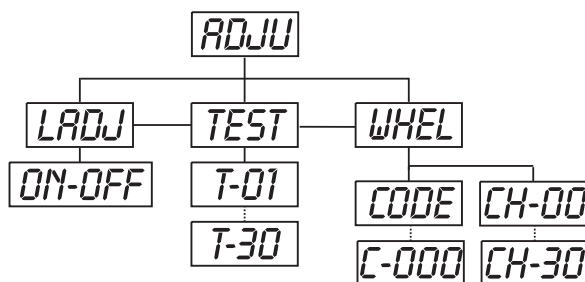 ADJU
LADJ TEST WHEL
ON-OFF T-01 CODE CH-00
T-30 C-000 CH-30